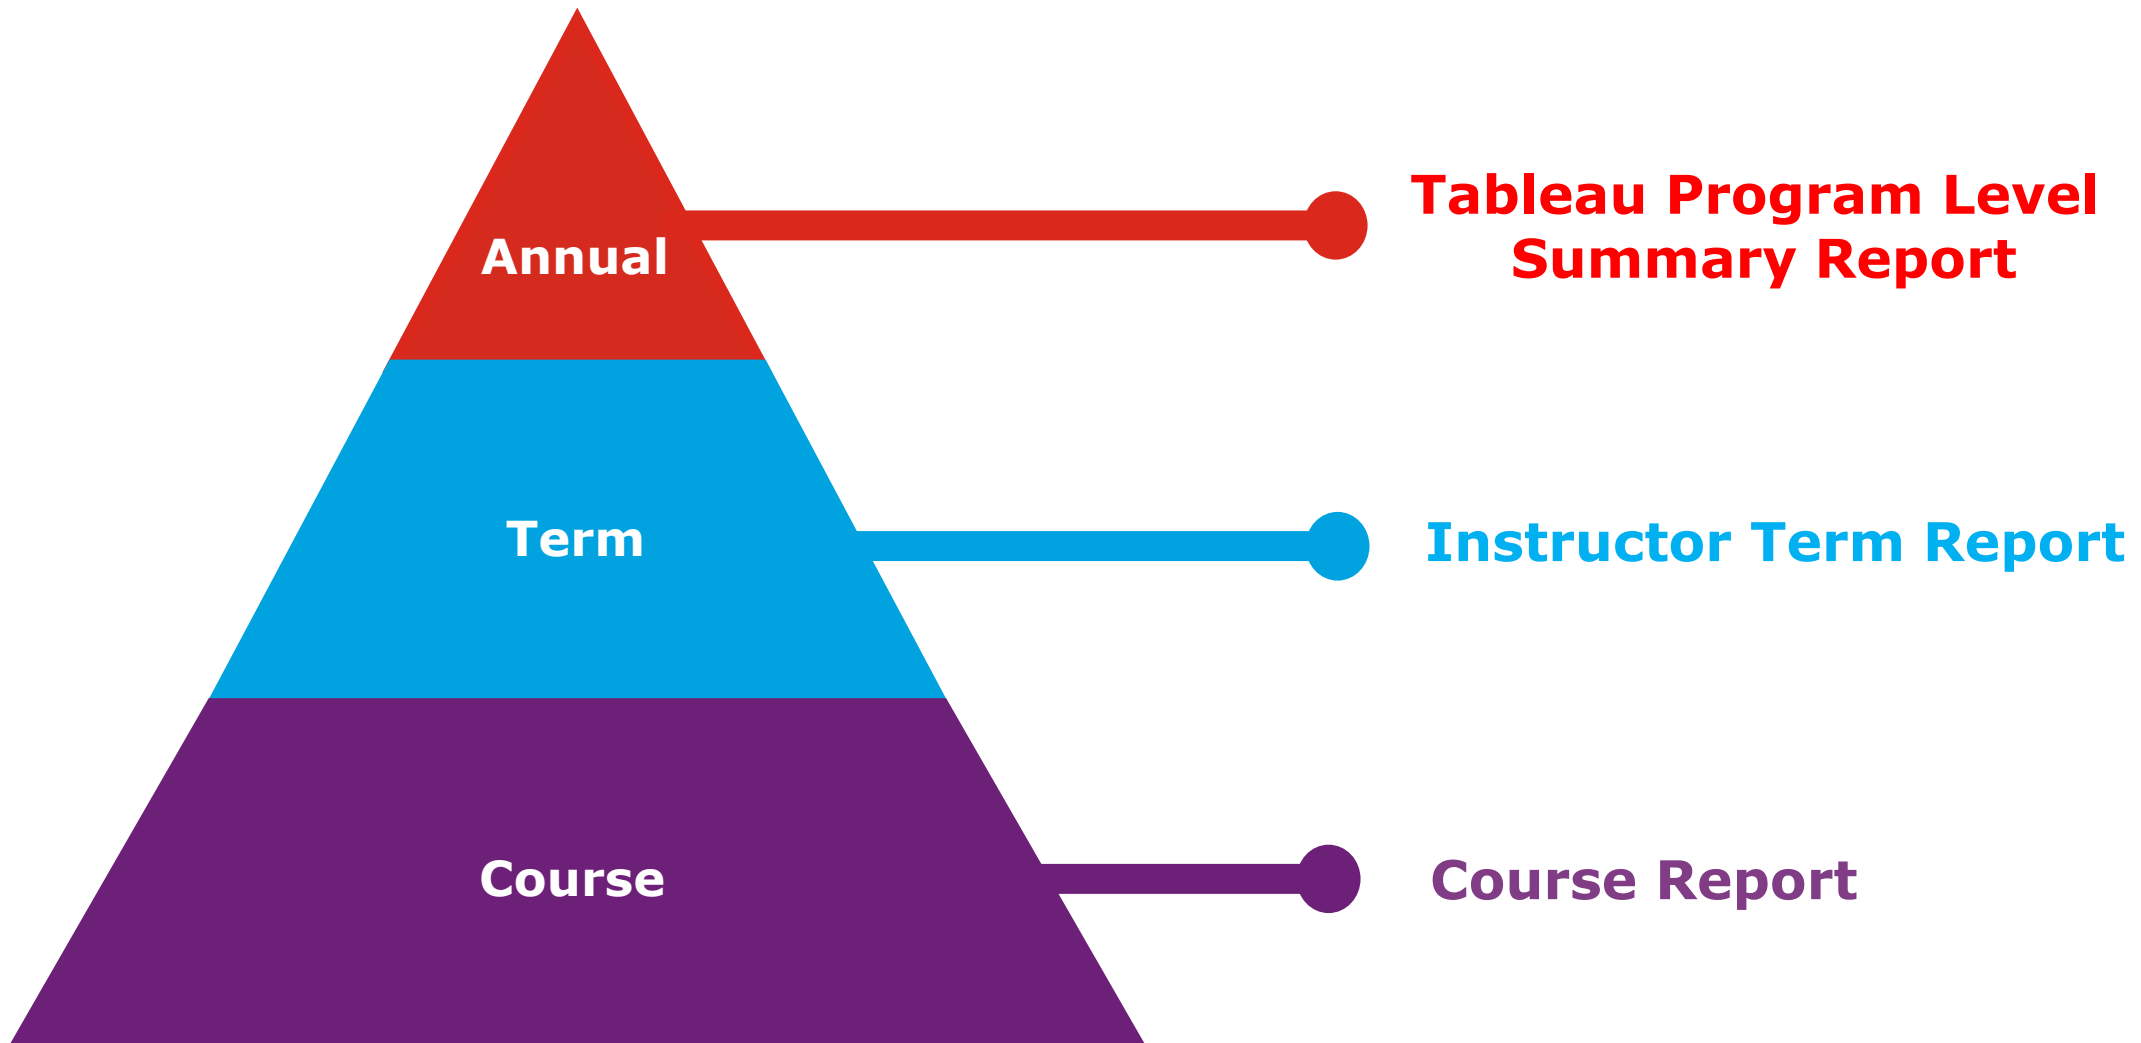 Annual
Tableau Program Level
Summary Report
Term
Instructor Term Report
Course
Course Report